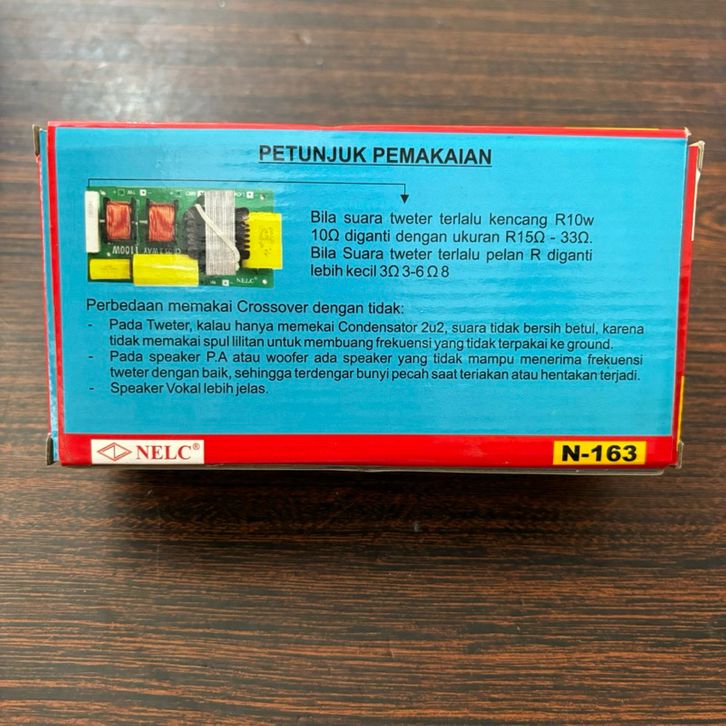 PETUNJUK PEMAKAIAN
Bila suara tweter terlalu kencang R10w
10Ω diganti dengan ukuran R15Ω - 33Ω.
Bila Suara tweter terlalu pelan R diganti
lebih kecil 3Ω 3-6 Ω 8
Perbedaan memakai Crossover dengan tidak:
- Pada Tweter, kalau hanya memekai Condensator 2u2, suara tidak bersih betul, karena
tidak memakai spul lilitan untuk membuang frekuensi yang tidak terpakai ke ground.
- Pada speaker P.A atau woofer ada speaker yang tidak mampu menerima frekuensi
tweter dengan baik, sehingga terdengar bunyi pecah saat teriakan atau hentakan terjadi.
- Speaker Vokal lebih jelas.
NELC®
N-163